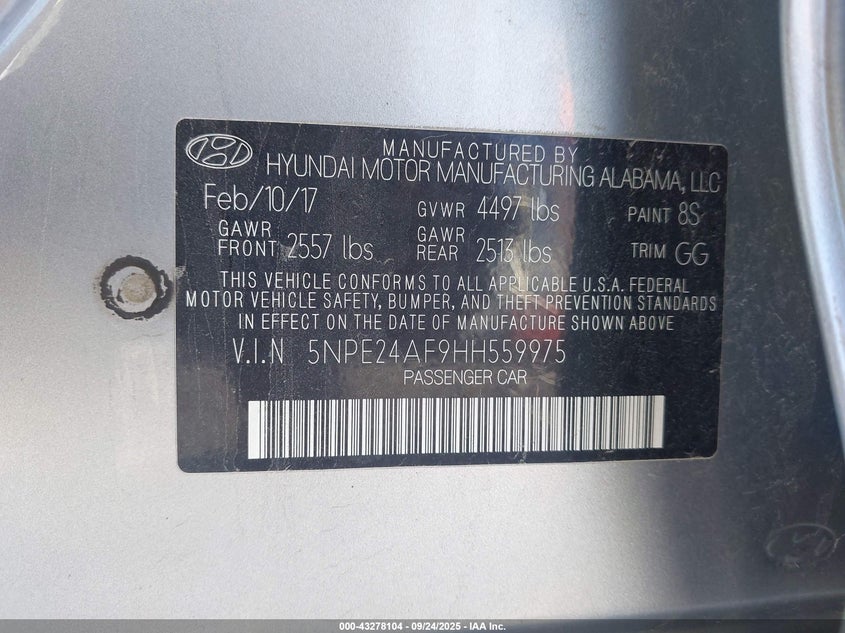 MANUFACTURED BY
HYUNDAI MOTOR MANUFACTURING ALABAMA, LLC
Feb/10/17 GVWR 4497 lbs PAINT 8S
GAWR FRONT 2557 lbs GAWR REAR 2513 lbs TRIM GG
THIS VEHICLE CONFORMS TO ALL APPLICABLE U.S.A. FEDERAL
MOTOR VEHICLE SAFETY, BUMPER, AND THEFT PREVENTION STANDARDS
IN EFFECT ON THE DATE OF MANUFACTURE SHOWN ABOVE
V.I.N 5NPE24AF9HH559975
PASSENGER CAR
000-43278104 - 09/24/2025 - IAA Inc.